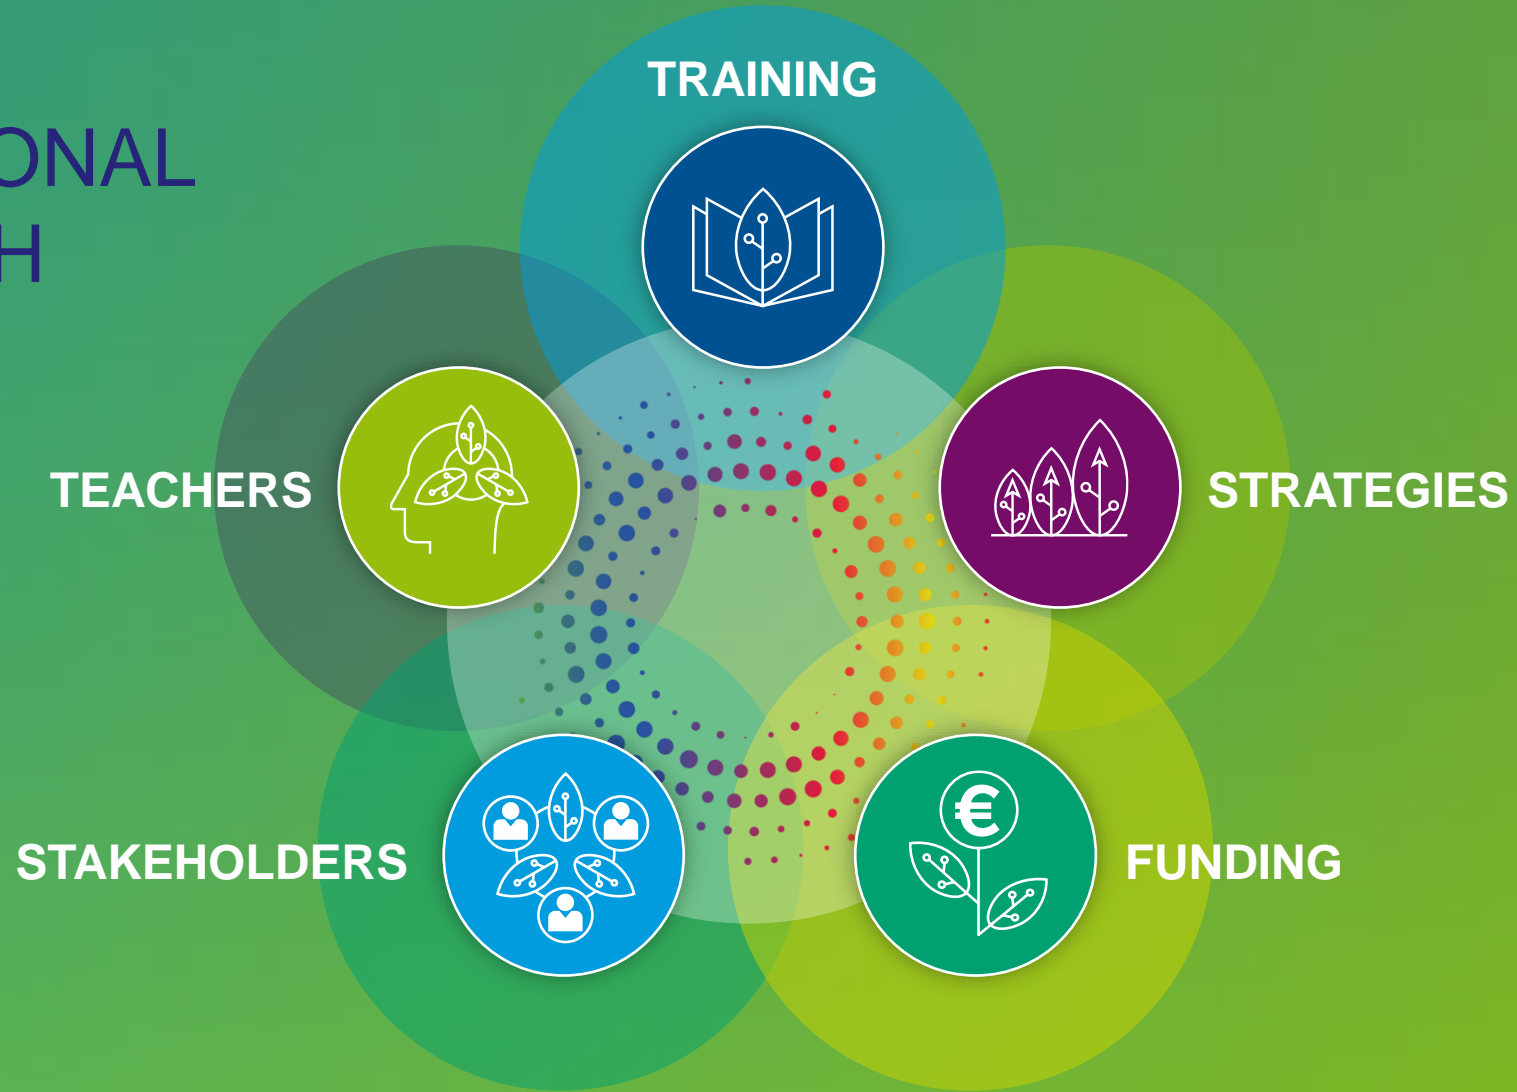 TRAINING
ONAL
H
TEACHERS
STRATEGIES
€
STAKEHOLDERS
FUNDING